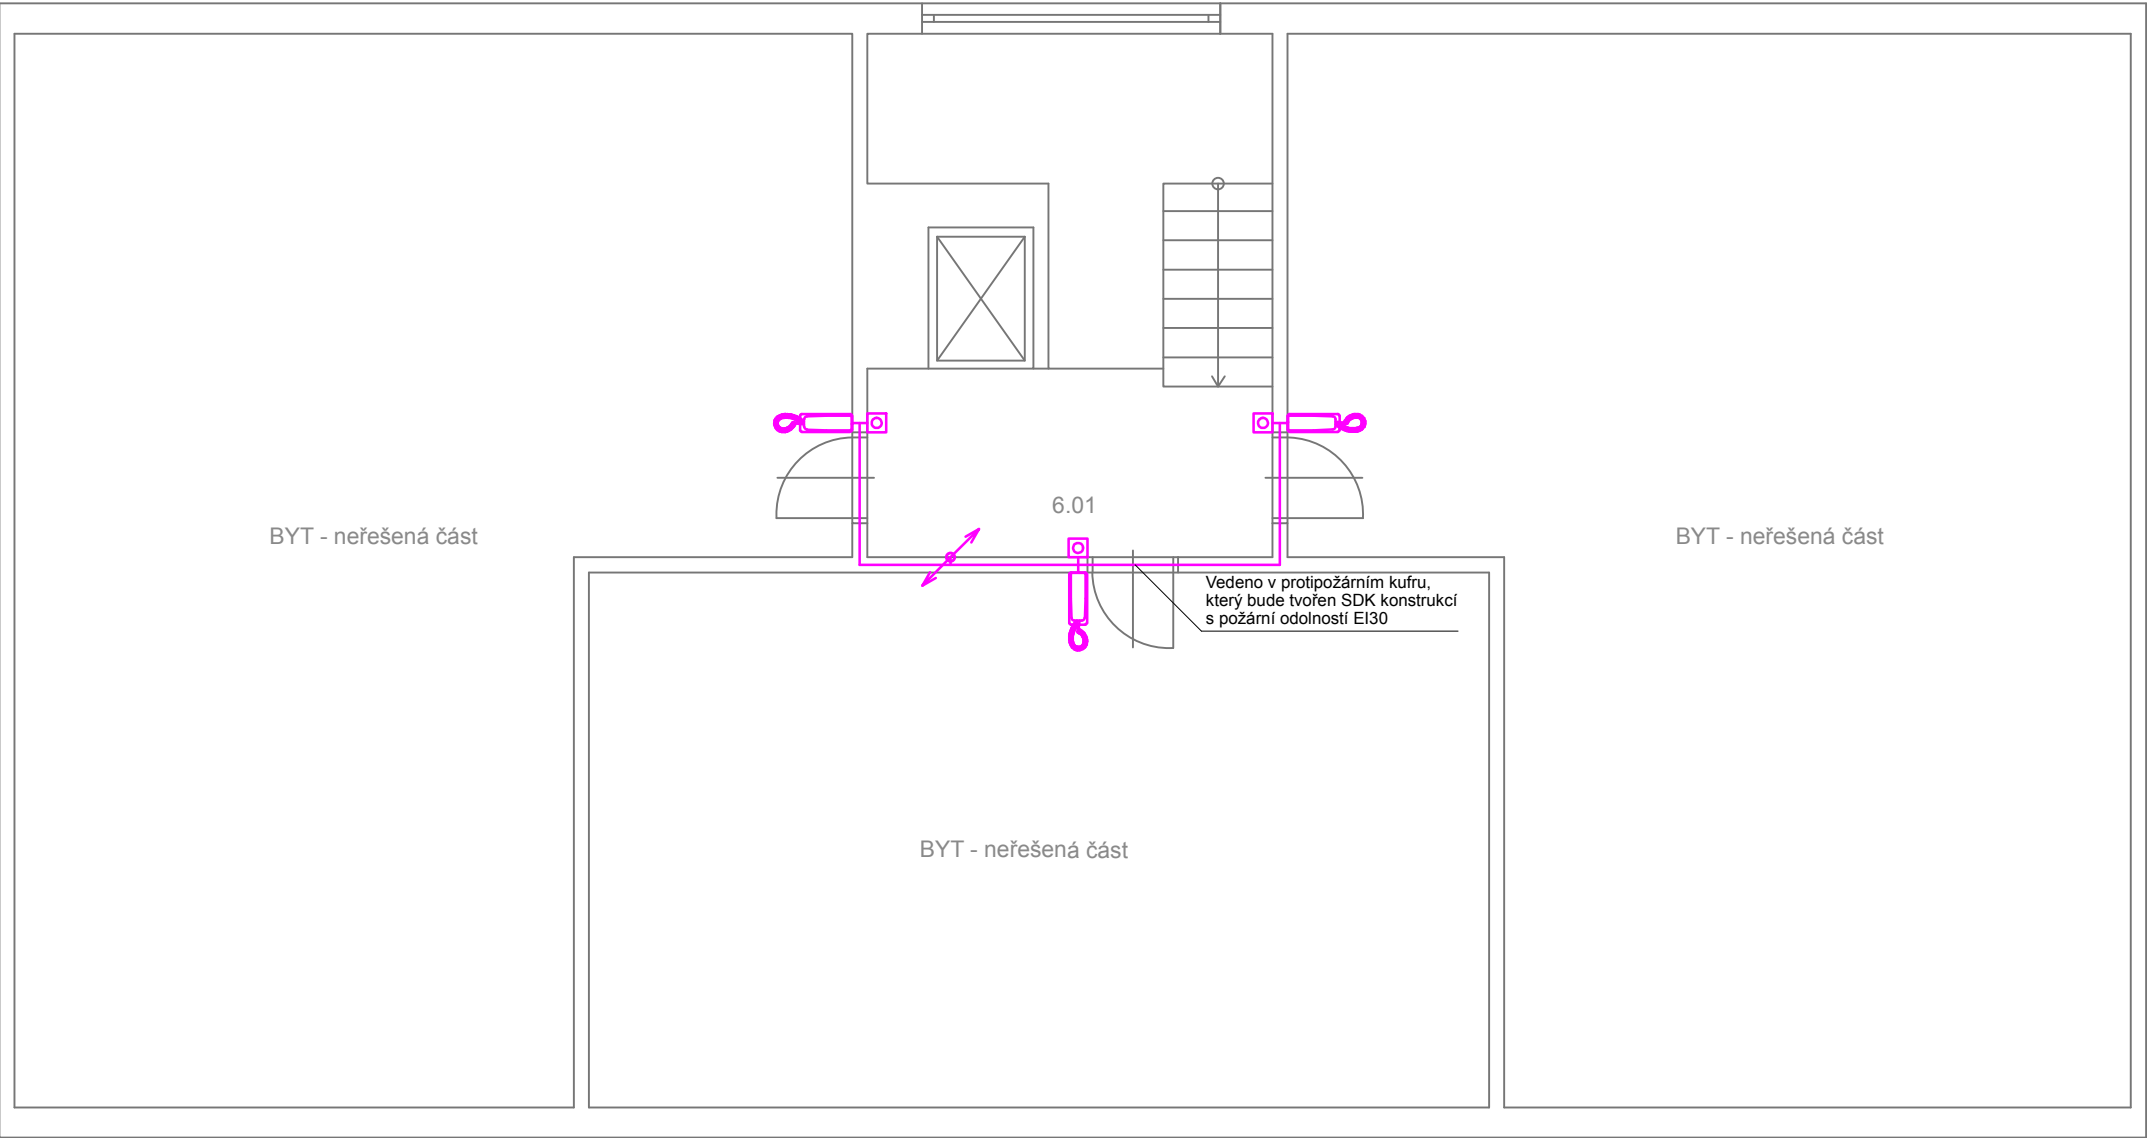 6.01
BYT - neřešená část
BYT - neřešená část
Vedeno v protipožárním kufru,
který bude tvořen SDK konstrukcí
s požární odolností EI30
BYT - neřešená část